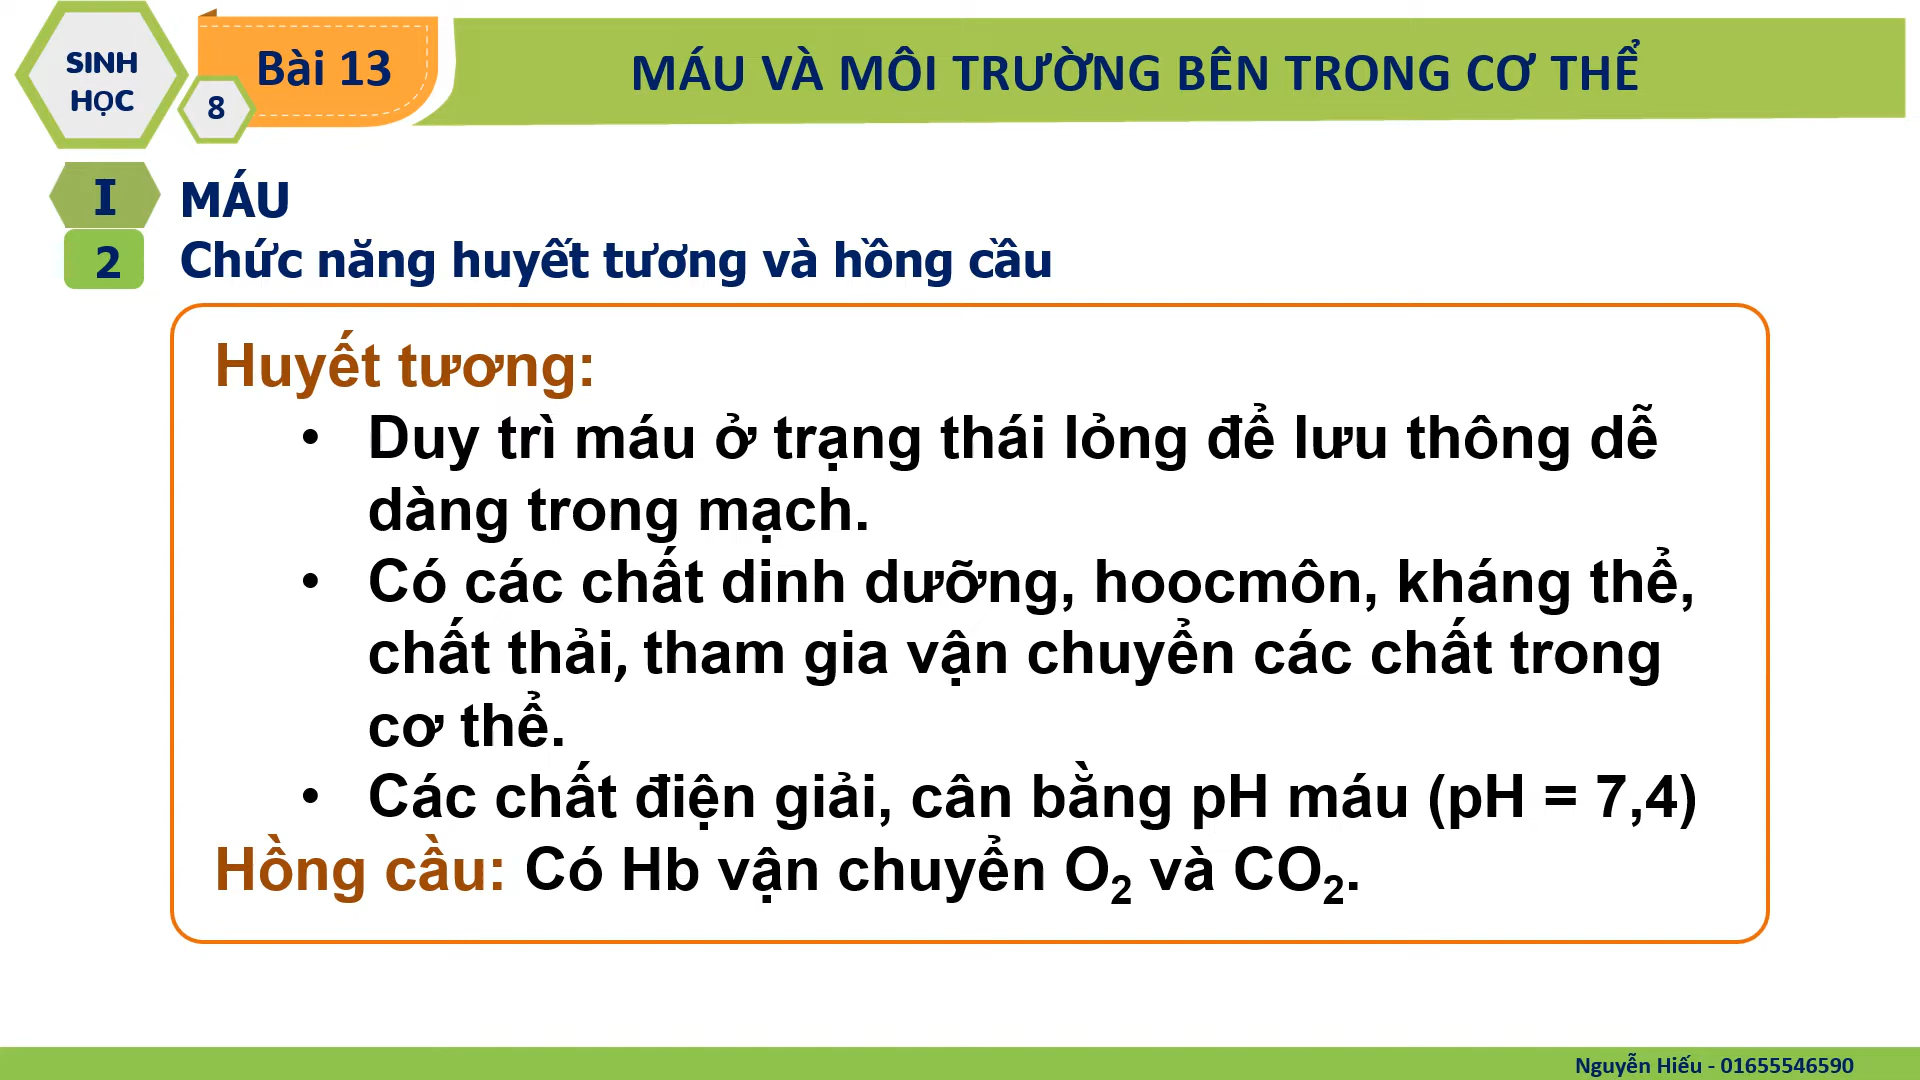 SINH
HỌC
8
Bài 13
MÁU VÀ MÔI TRƯỜNG BÊN TRONG CƠ THỂ
I
MÁU
2
Chức năng huyết tương và hồng cầu
Huyết tương:
• Duy trì máu ở trạng thái lỏng để lưu thông dễ
dàng trong mạch.
• Có các chất dinh dưỡng, hoocmôn, kháng thể,
chất thải, tham gia vận chuyển các chất trong
cơ thể.
• Các chất điện giải, cân bằng pH máu (pH = 7,4)
Hồng cầu: Có Hb vận chuyển O₂ và CO₂.
Nguyễn Hiếu - 01655546590